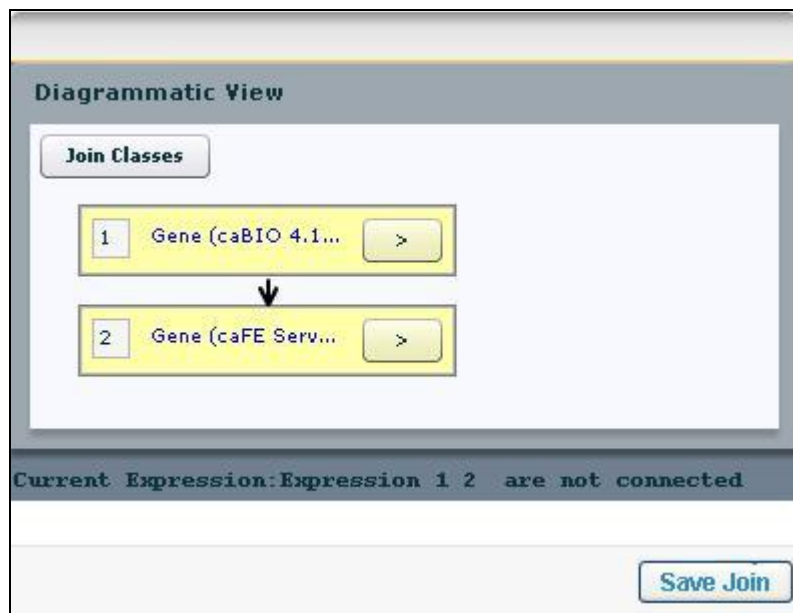 Diagrammatic View
Join Classes
1 Gene (caBIO 4.1... >
2 Gene (caFE Serv... >
Current Expression:Expression 1 2 are not connected
Save Join